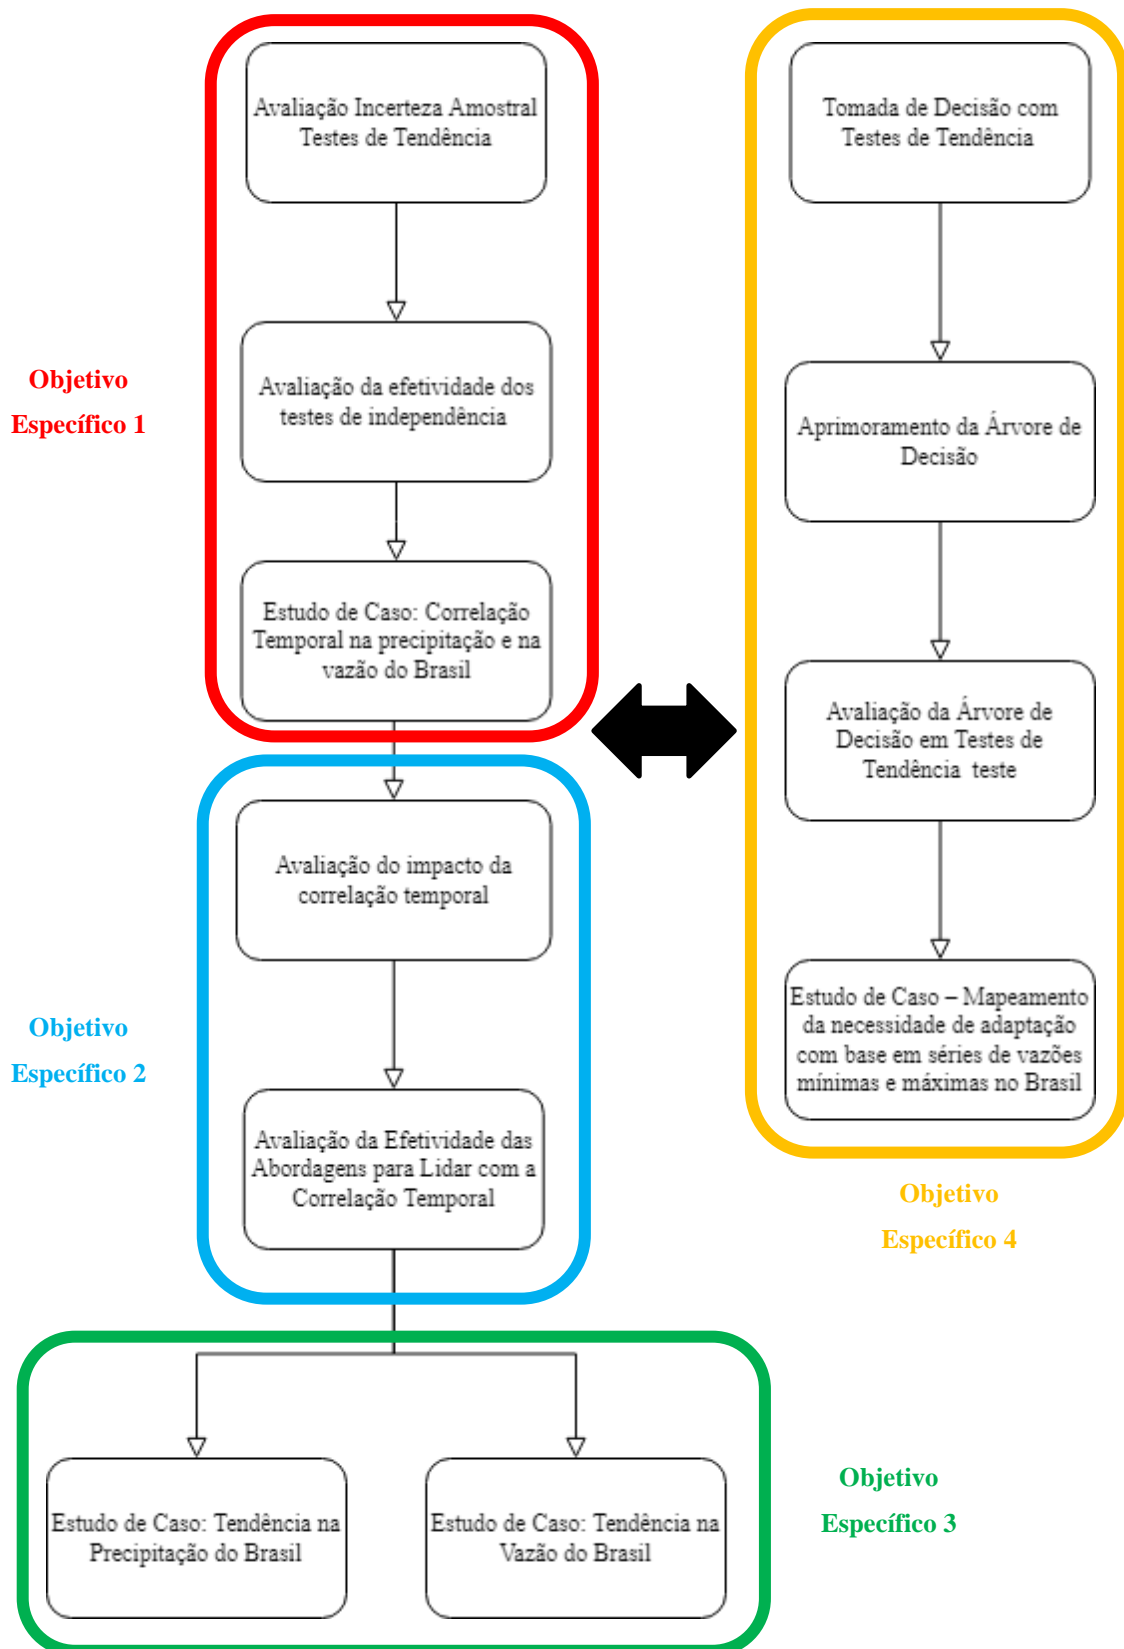 Avaliação Incerteza Amostral
Testes de Tendência
Avaliação da efetividade dos
testes de independência
Objetivo
Específico 1
Estudo de Caso: Correlação
Temporal na precipitação e na
vazão do Brasil
Avaliação do impacto da
correlação temporal
Objetivo
Específico 2
Avaliação da Efetividade das
Abordagens para Lidar com a
Correlação Temporal
Estudo de Caso: Tendência na
Precipitação do Brasil
Estudo de Caso: Tendência na
Vazão do Brasil
Objetivo
Específico 3
Tomada de Decisão com
Testes de Tendência
Aprimoramento da Árvore de
Decisão
Avaliação da Árvore de
Decisão em Testes de
Tendência teste
Estudo de Caso – Mapeamento
da necessidade de adaptação
com base em séries de vazões
mínimas e máximas no Brasil
Objetivo
Específico 4